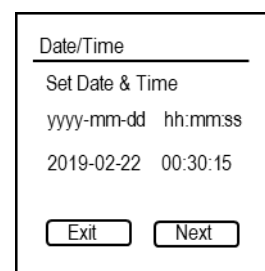 Date/Time
Set Date & Time
yyyy-mm-dd hh:mm:ss
2019-02-22 00:30:15
Exit Next